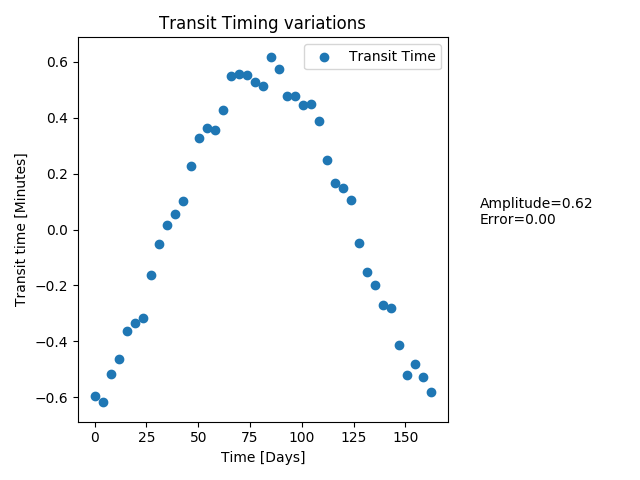 Transit Timing variations
Transit Time
Transit time [Minutes]
0.6
0.4
0.2
0.0
−0.2
−0.4
−0.6
0
25
50
75
100
125
150
Time [Days]
Amplitude=0.62
Error=0.00